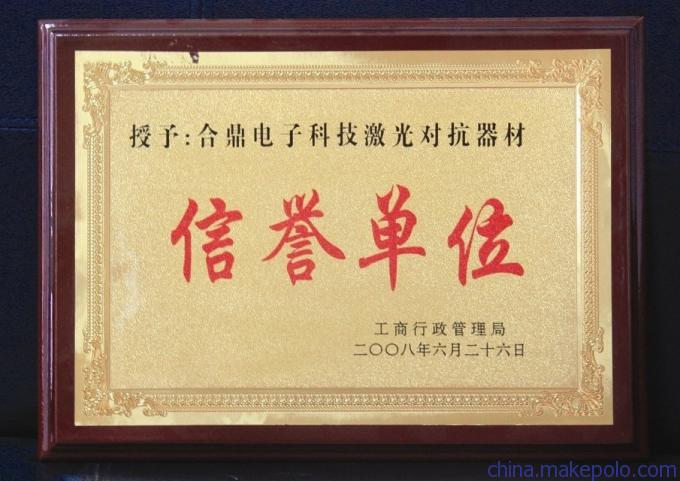 授予:合鼎电子科技激光对抗器材
信誉单位
工商行政管理局
二〇〇八年六月二十六日
china.makepolo.com